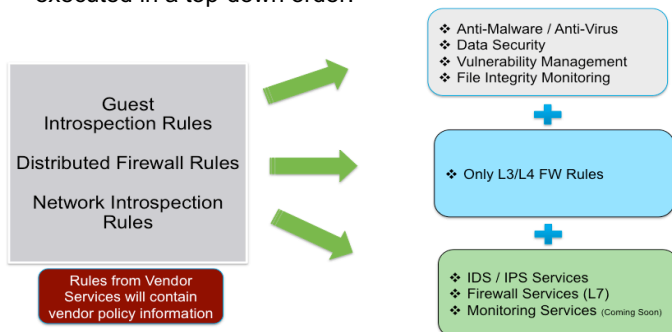 executed in a top-down order.
Guest
Introspection Rules
Distributed Firewall Rules
Network Introspection
Rules
Rules from Vendor
Services will contain
vendor policy information
❖ Anti-Malware / Anti-Virus
❖ Data Security
❖ Vulnerability Management
❖ File Integrity Monitoring
❖ Only L3/L4 FW Rules
❖ IDS / IPS Services
❖ Firewall Services (L7)
❖ Monitoring Services (Coming Soon)